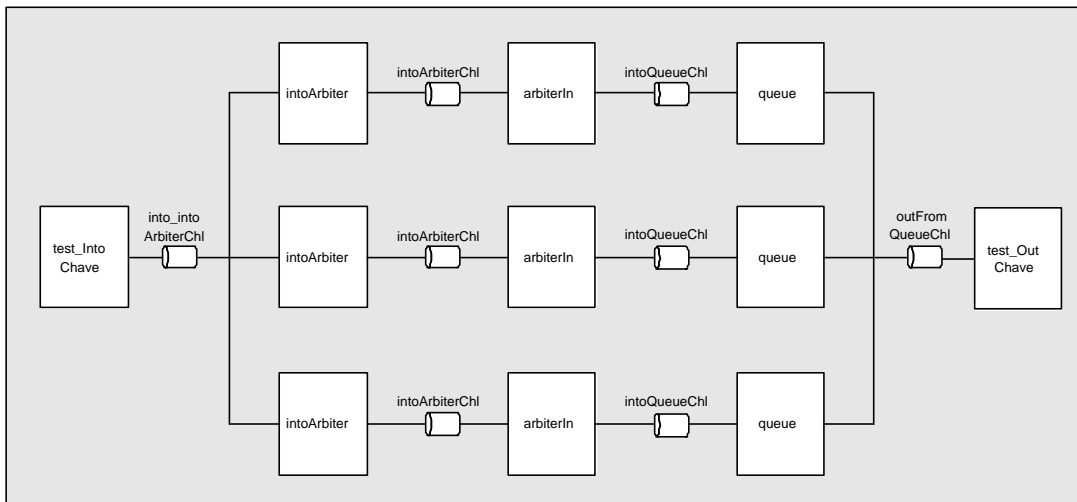 intoArbiterChl
intoQueueChl
intoArbiter
arbiterIn
queue
into_into
ArbiterChl
intoArbiterChl
intoQueueChl
outFrom
QueueChl
test_Into
Chave
intoArbiter
arbiterIn
queue
test_Out
Chave
intoArbiterChl
intoQueueChl
intoArbiter
arbiterIn
queue